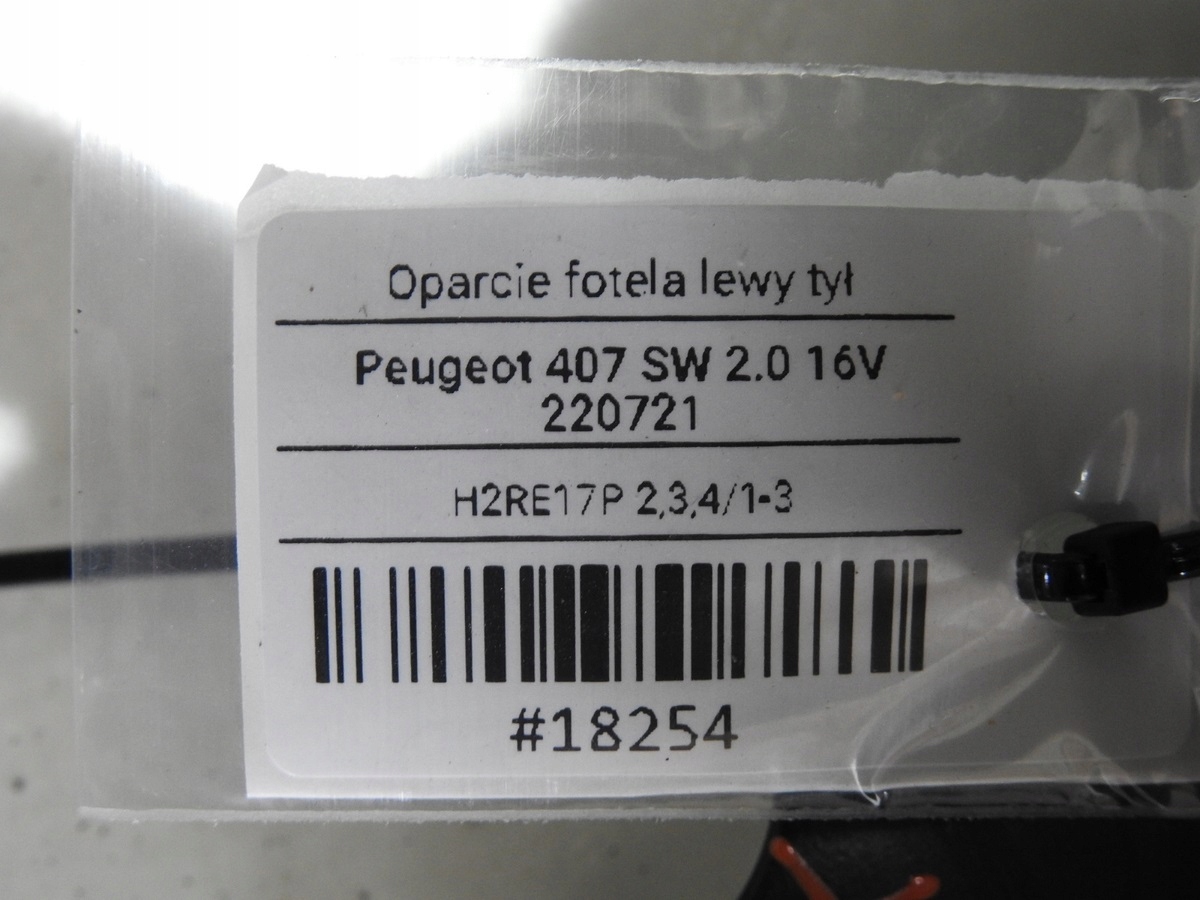 Oparcie fotela lewy tył
Peugeot 407 SW 2.0 16V
220721
H2RE17P 2,3,4/1-3
#18254